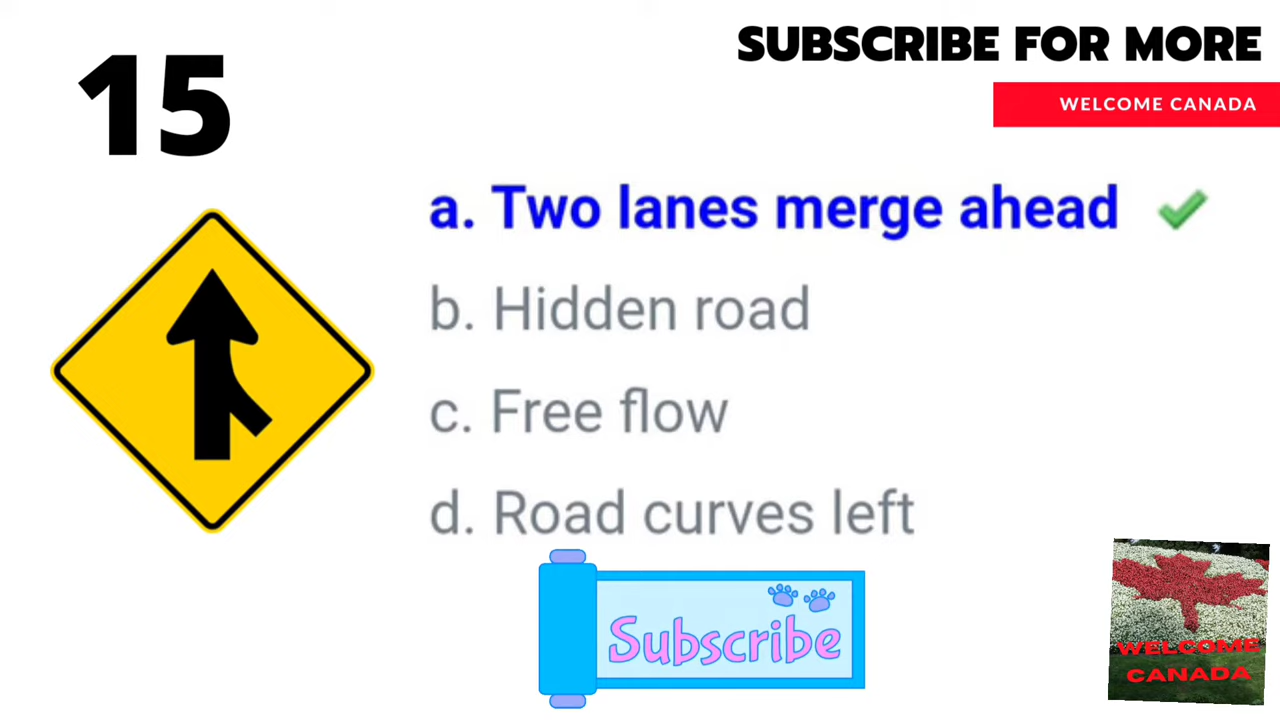 15
SUBSCRIBE FOR MORE
WELCOME CANADA
a. Two lanes merge ahead
b. Hidden road
c. Free flow
d. Road curves left
Subscribe
WELCOME
CANADA